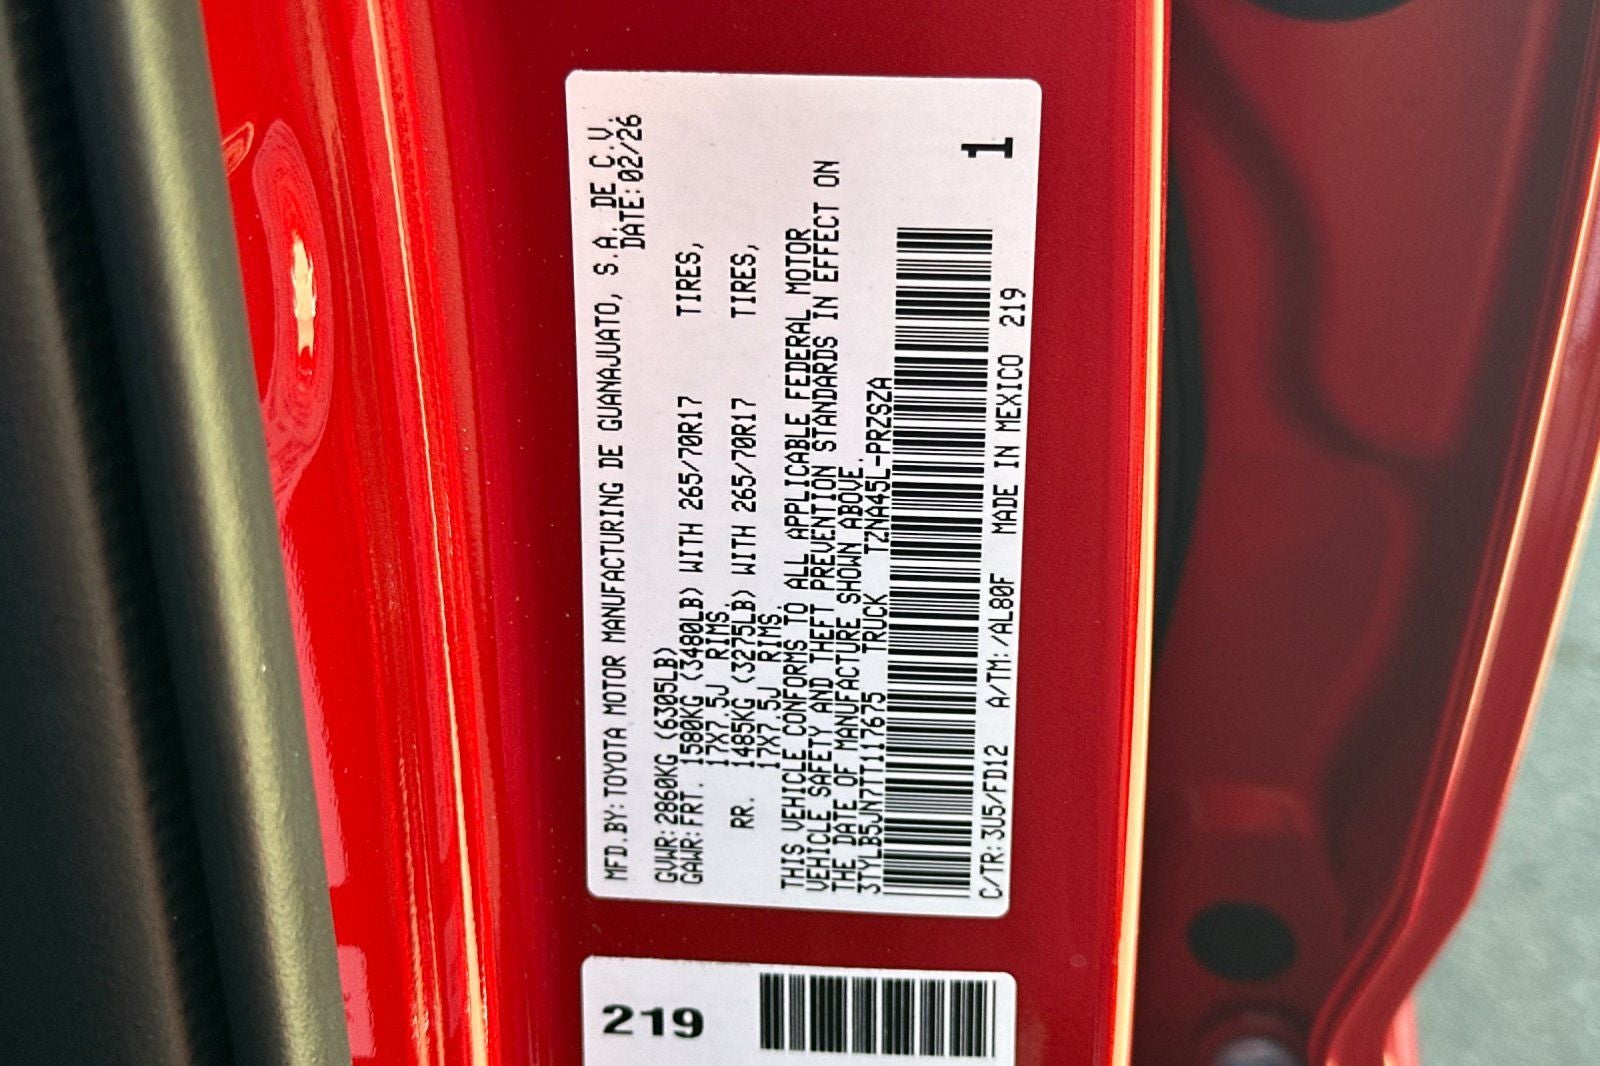 MFD.BY:TOYOTA MOTOR MANUFACTURING DE GUANAJUATO, S.A. DE C.V.
DATE:02/26
GVWR:2860KG (6305LB)
GAWR:FRT. 1580KG (3480LB) WITH 265/70R17 TIRES,
17X7.5J RIMS.
RR. 1485KG (3275LB) WITH 265/70R17 TIRES,
17X7.5J RIMS.
THIS VEHICLE CONFORMS TO ALL APPLICABLE FEDERAL MOTOR
VEHICLE SAFETY AND THEFT PREVENTION STANDARDS IN EFFECT ON
THE DATE OF MANUFACTURE SHOWN ABOVE.
3TYLB5JN7TT117675 TRUCK TZNA45L-PRZSZA
C/TR:3U5/FD12 A/TM:/AL80F MADE IN MEXICO 219
1
219